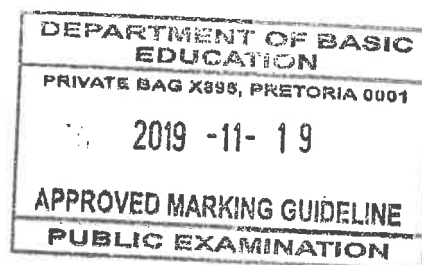 DEPARTMENT OF BASIC
EDUCATION
PRIVATE BAG X895, PRETORIA 0001
2019 -11- 19
APPROVED MARKING GUIDELINE
PUBLIC EXAMINATION